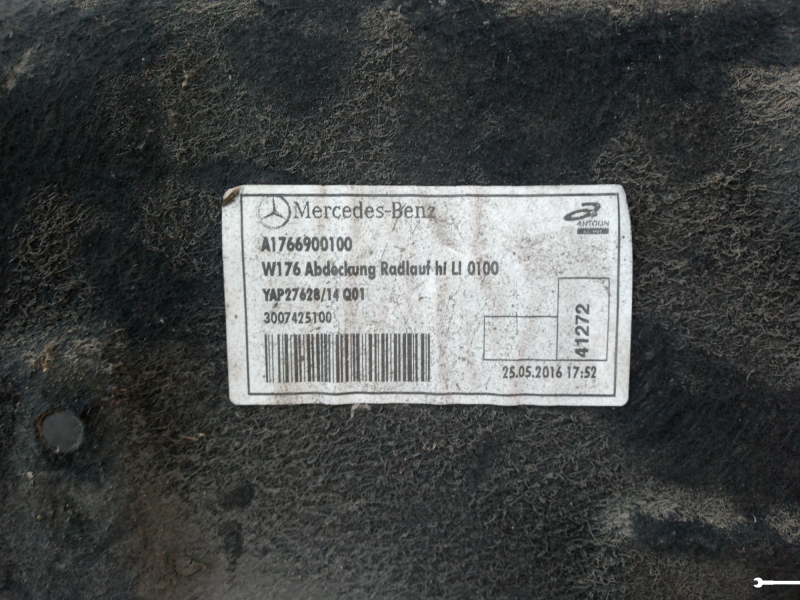 Mercedes-Benz
ANTOLIN
A1766900100
W176 Abdeckung Radlauf hl LI 0100
YAP27628/14 Q01
3007425100
41272
25.05.2016 17:52